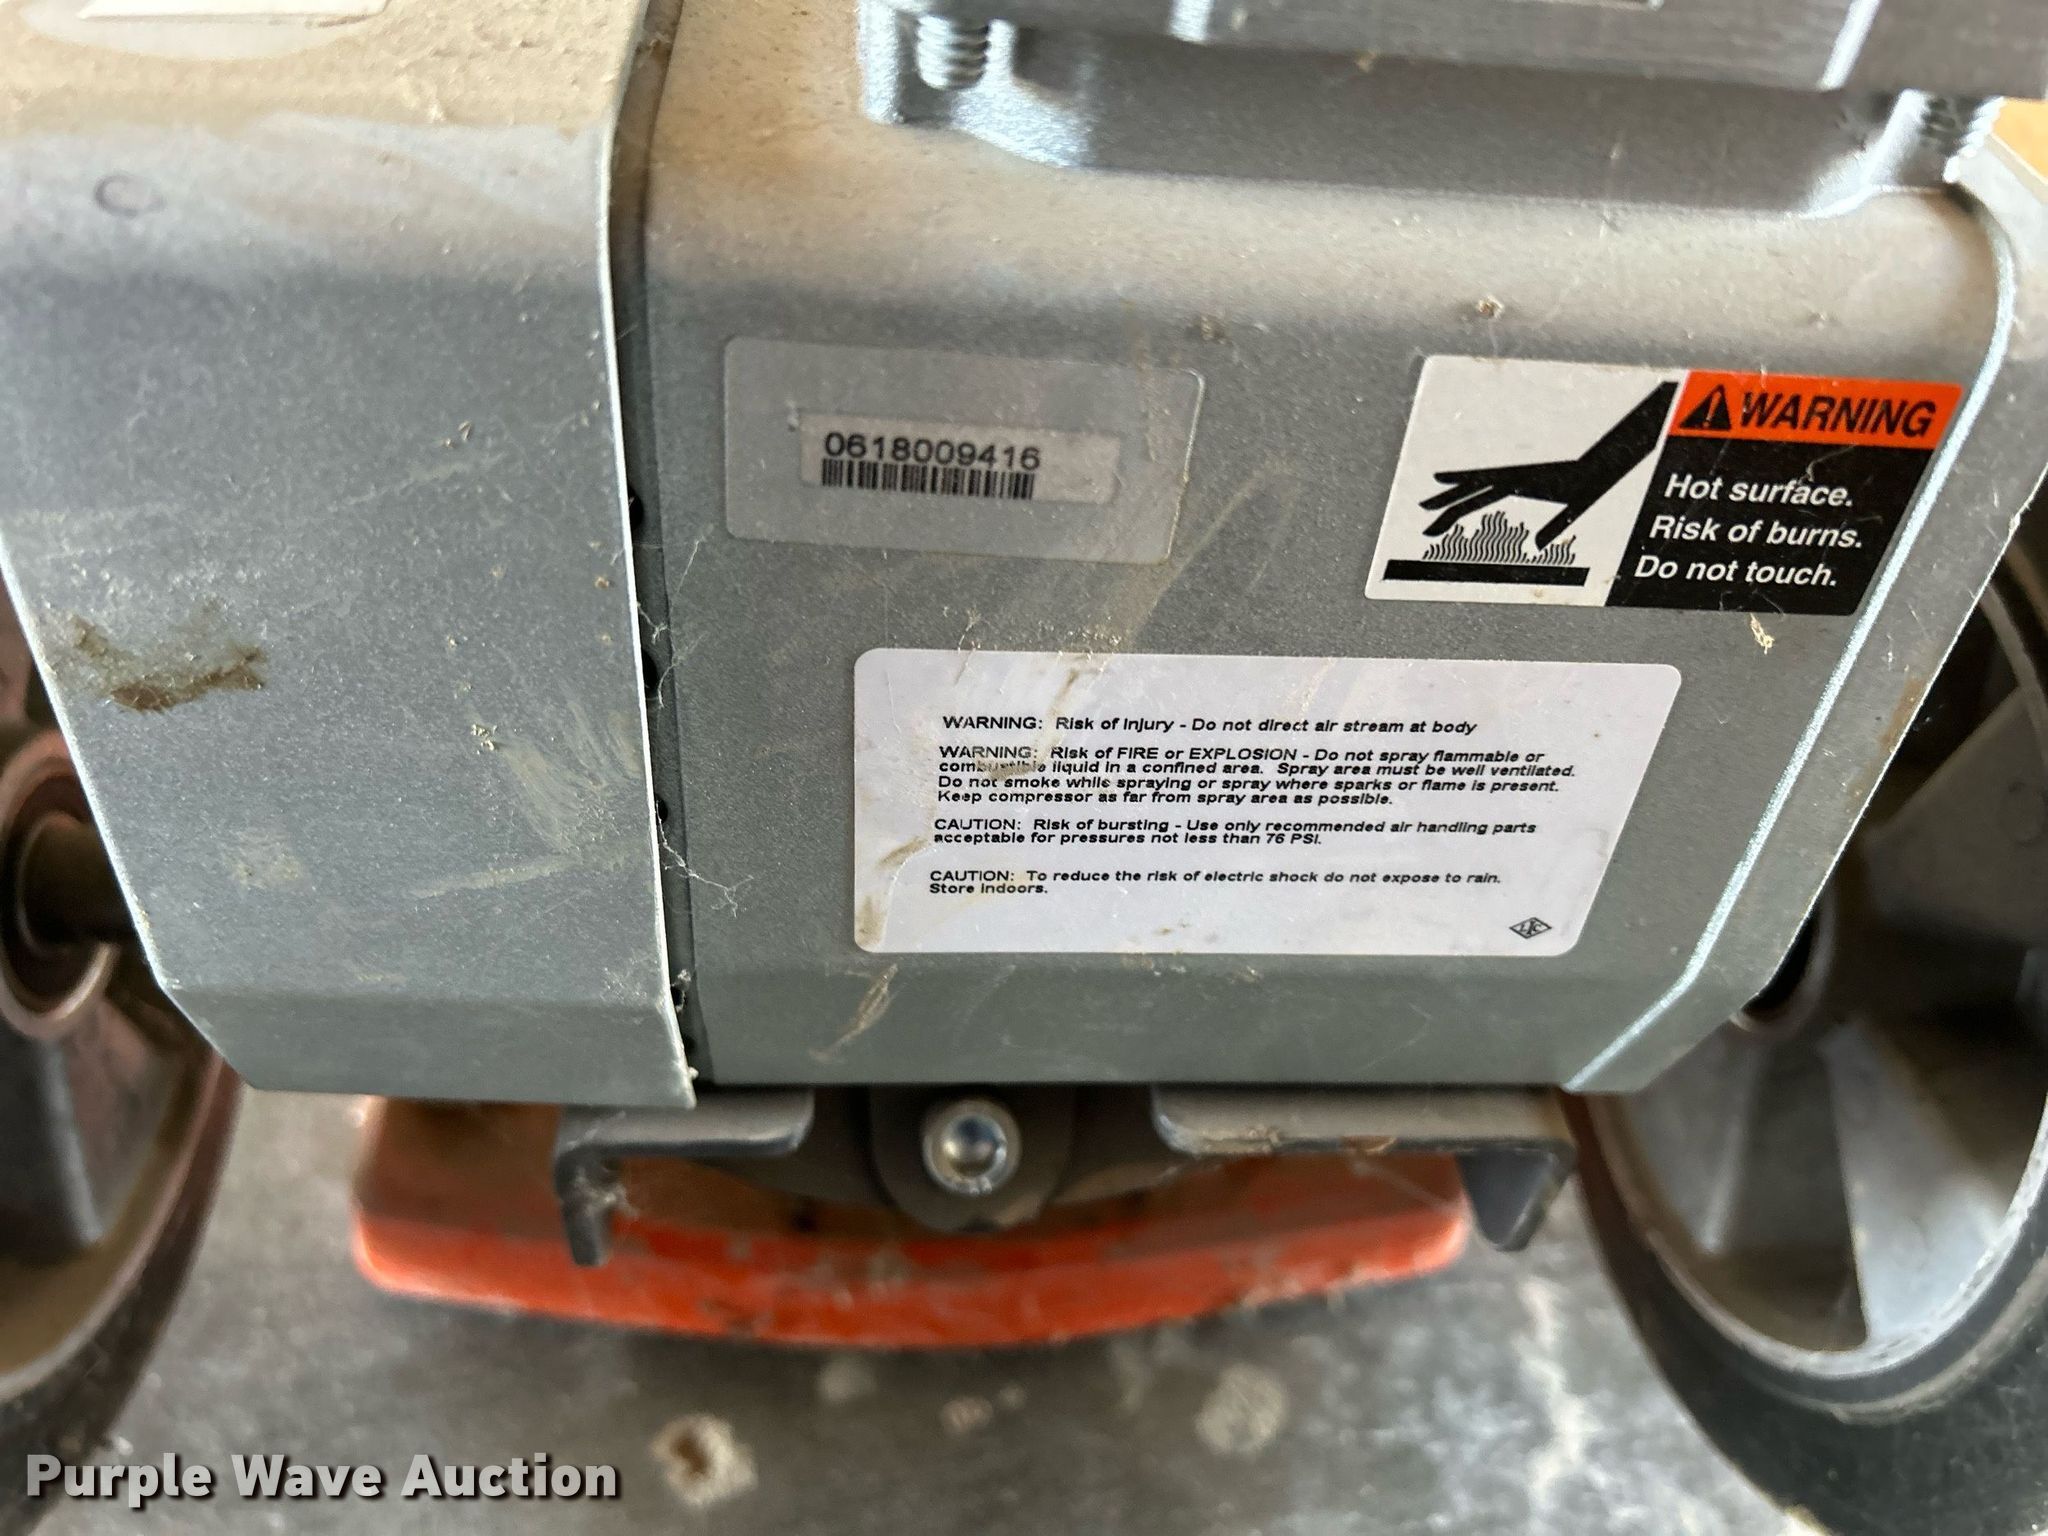 0618009416
WARNING
Hot surface.
Risk of burns.
Do not touch.
WARNING: Risk of Injury - Do not direct air stream at body
WARNING: Risk of FIRE or EXPLOSION - Do not spray flammable or
combustible liquid in a confined area. Spray area must be well ventilated.
Do not smoke while spraying or spray where sparks or flame is present.
Keep compressor as far from spray area as possible.
CAUTION: Risk of bursting - Use only recommended air handling parts
acceptable for pressures not less than 76 PSI.
CAUTION: To reduce the risk of electric shock do not expose to rain.
Store Indoors.
Purple Wave Auction